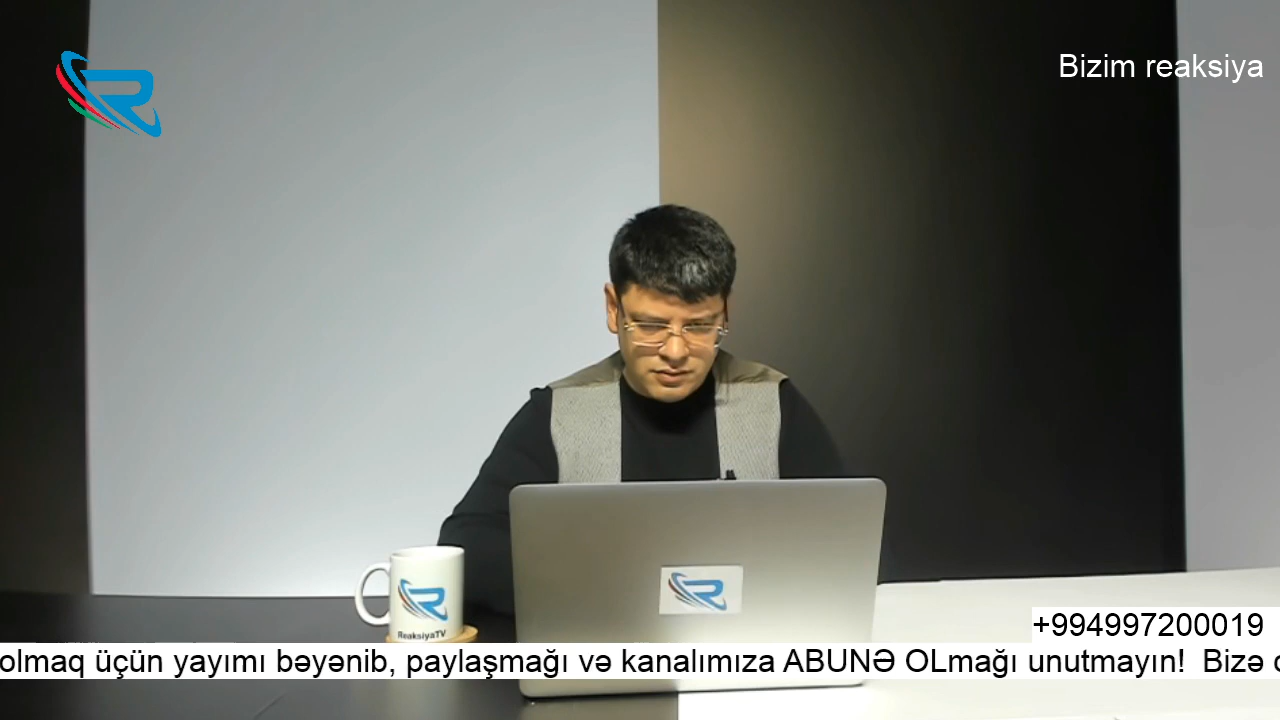 Bizim reaksiya
ReaksiyaTV
+994997200019
olmaq üçün yayımı bəyənib, paylaşmağı və kanalımıza ABUNƏ OLmağı unutmayın! Bizə